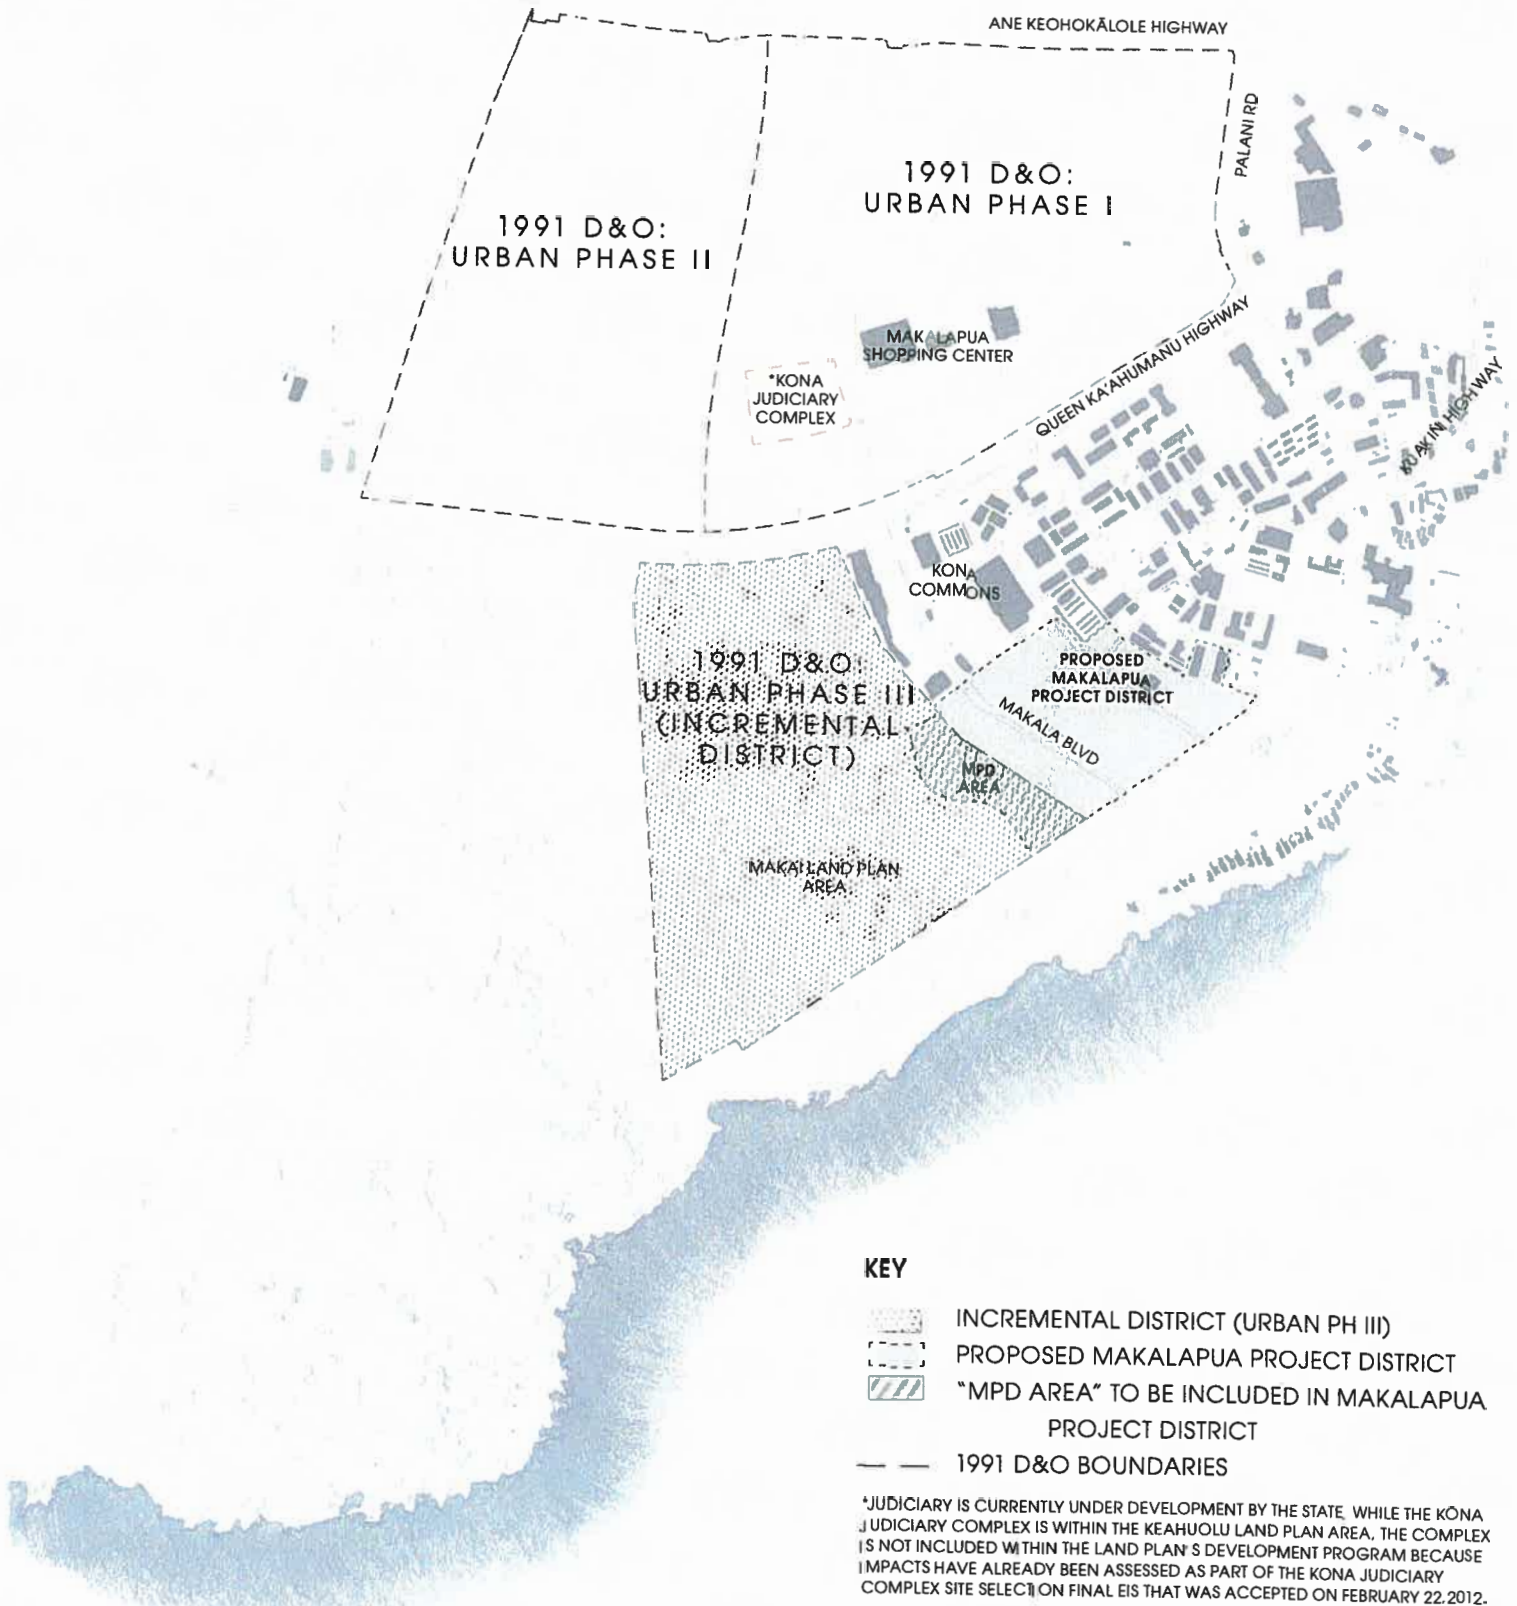 ANE KEOHOKĀLOLE HIGHWAY
PALANI RD
1991 D&O:
URBAN PHASE I
1991 D&O:
URBAN PHASE II
MAKALAPUA
SHOPPING CENTER
*KONA
JUDICIARY
COMPLEX
QUEEN KA'AHUMANU HIGHWAY
KUAKINI HIGHWAY
KONA
COMMONS
1991 D&O:
URBAN PHASE III
(INCREMENTAL
DISTRICT)
PROPOSED
MAKALAPUA
PROJECT DISTRICT
MAKALA BLVD
MPD
AREA
MAKAI LAND PLAN
AREA
KEY
INCREMENTAL DISTRICT (URBAN PH III)
PROPOSED MAKALAPUA PROJECT DISTRICT
"MPD AREA" TO BE INCLUDED IN MAKALAPUA
PROJECT DISTRICT
1991 D&O BOUNDARIES
*JUDICIARY IS CURRENTLY UNDER DEVELOPMENT BY THE STATE. WHILE THE KONA
JUDICIARY COMPLEX IS WITHIN THE KEAHUOLU LAND PLAN AREA, THE COMPLEX
IS NOT INCLUDED WITHIN THE LAND PLAN'S DEVELOPMENT PROGRAM BECAUSE
IMPACTS HAVE ALREADY BEEN ASSESSED AS PART OF THE KONA JUDICIARY
COMPLEX SITE SELECTION FINAL EIS THAT WAS ACCEPTED ON FEBRUARY 22, 2012.